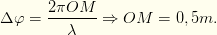 Δφ = 2πOM / λ ⇒ OM = 0,5m.